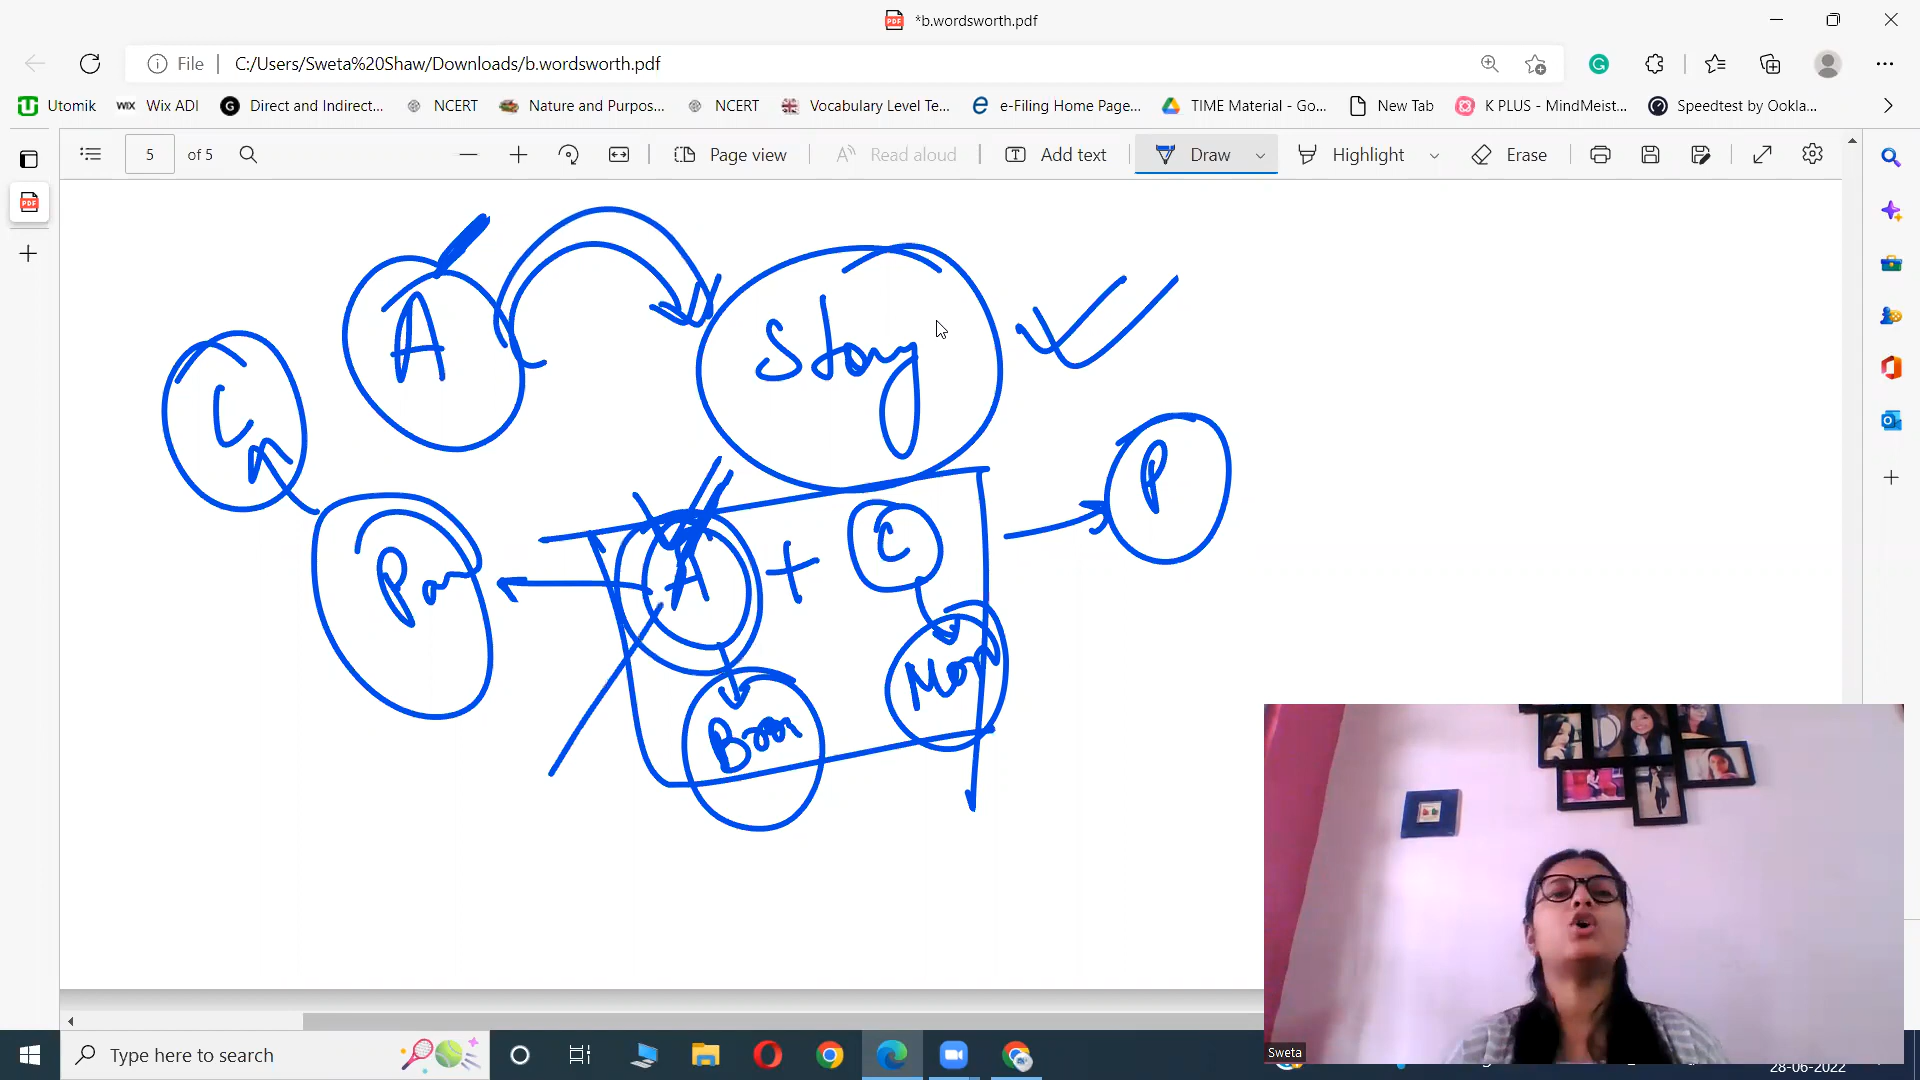 *b.wordsworth.pdf
File C:/Users/Sweta%20Shaw/Downloads/b.wordsworth.pdf
Utomik Wix ADI Direct and Indirect... NCERT Nature and Purpos... NCERT Vocabulary Level Te... e-Filing Home Page... TIME Material - Go... New Tab K PLUS - MindMeist... Speedtest by Ookla...
5 of 5 Page view Read aloud Add text Draw Highlight Erase
A
Story
C
P
A + C
Mom
Sweta
Type here to search
28-06-2022